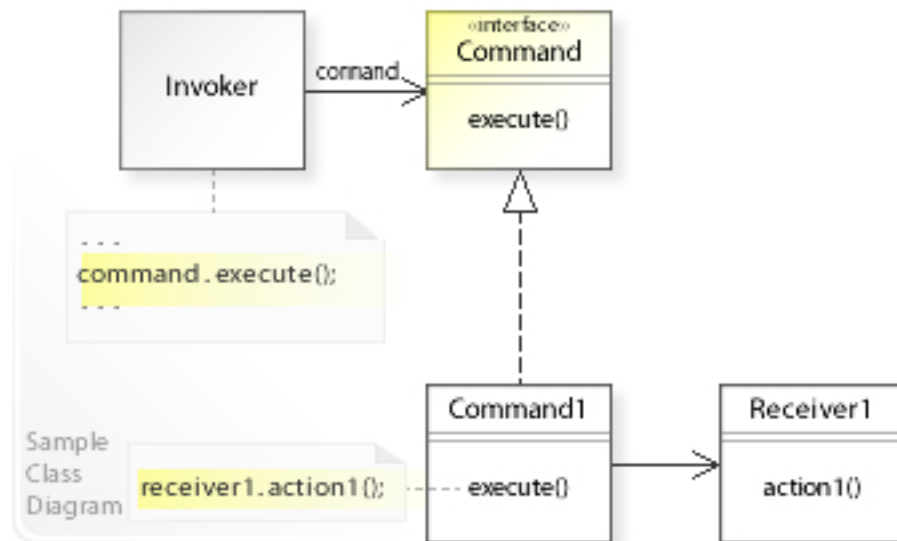 Invoker
command
«interface»
Command
execute()
- - -
command.execute();
- - -
Command1
execute()
Receiver1
action1()
Sample
Class
Diagram
receiver1.action1();